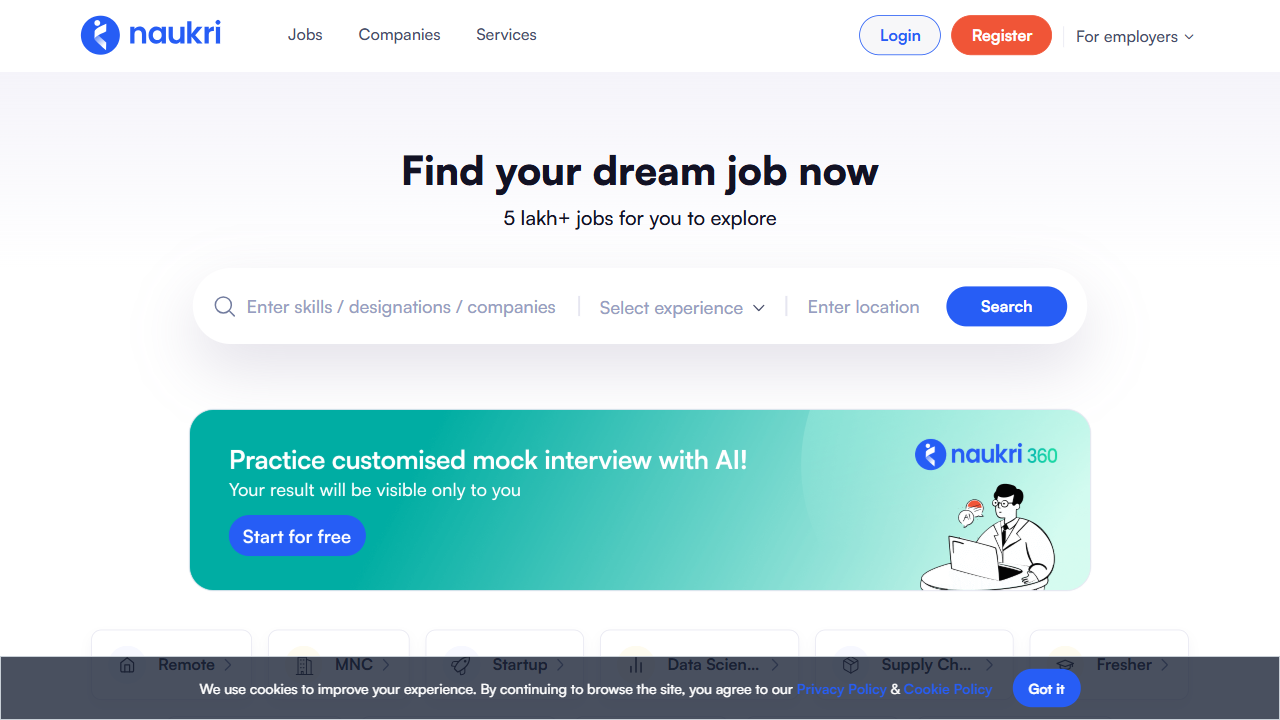 naukri Jobs Companies Services Login Register For employers
Find your dream job now
5 lakh+ jobs for you to explore
Enter skills / designations / companies Select experience Enter location Search
Practice customised mock interview with AI!
naukri 360
Your result will be visible only to you
AI
Start for free
Remote MNC Startup Data Scien... Supply Ch... Fresher
We use cookies to improve your experience. By continuing to browse the site, you agree to our Privacy Policy & Cookie Policy Got it